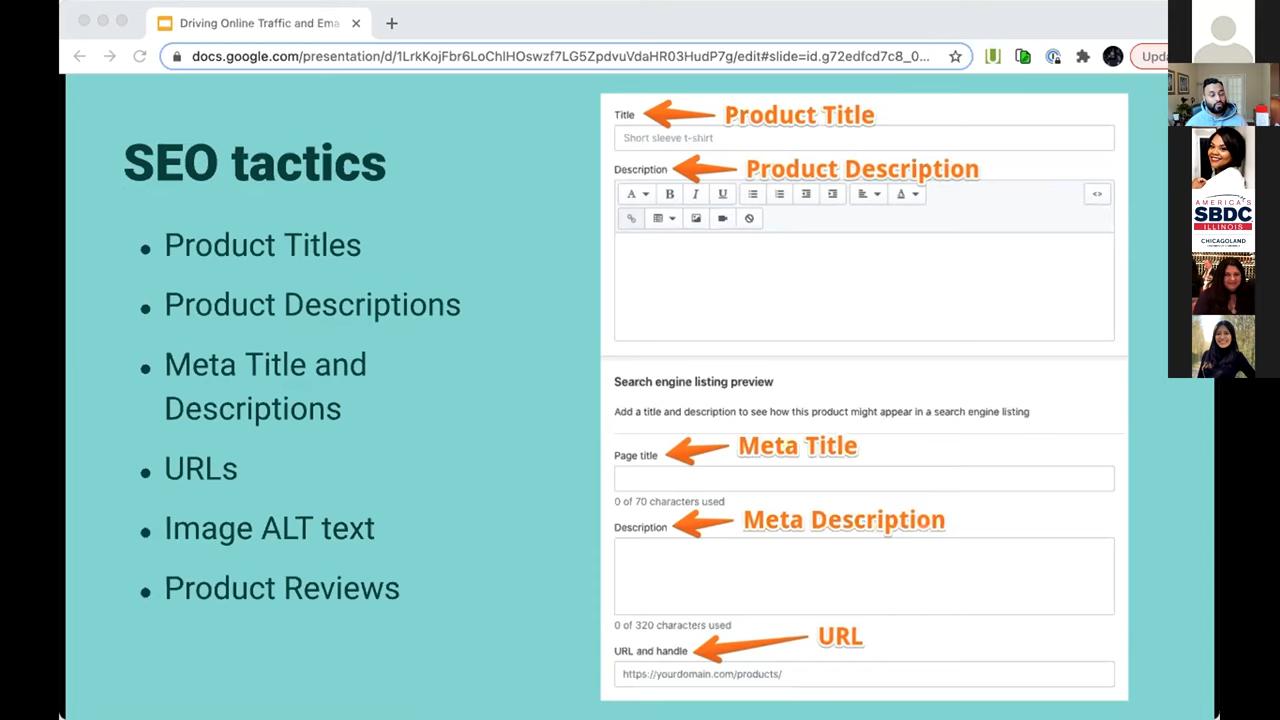 Driving Online Traffic and Ema
docs.google.com/presentation/d/1LrkKojFbr6LoChIHOswzf7LG5ZpdvuVdaHR03HudP7g/edit#slide=id.g72edfcd7c8_0...
Upda
SEO tactics
Product Titles
Product Descriptions
Meta Title and
Descriptions
URLs
Image ALT text
Product Reviews
Title
Product Title
Short sleeve t-shirt
Description
Product Description
A
B
I
U
A
Search engine listing preview
Add a title and description to see how this product might appear in a search engine listing
Page title
Meta Title
0 of 70 characters used
Description
Meta Description
0 of 320 characters used
URL and handle
URL
https://yourdomain.com/products/
AMERICA'S
SBDC
ILLINOIS
CHICAGOLAND